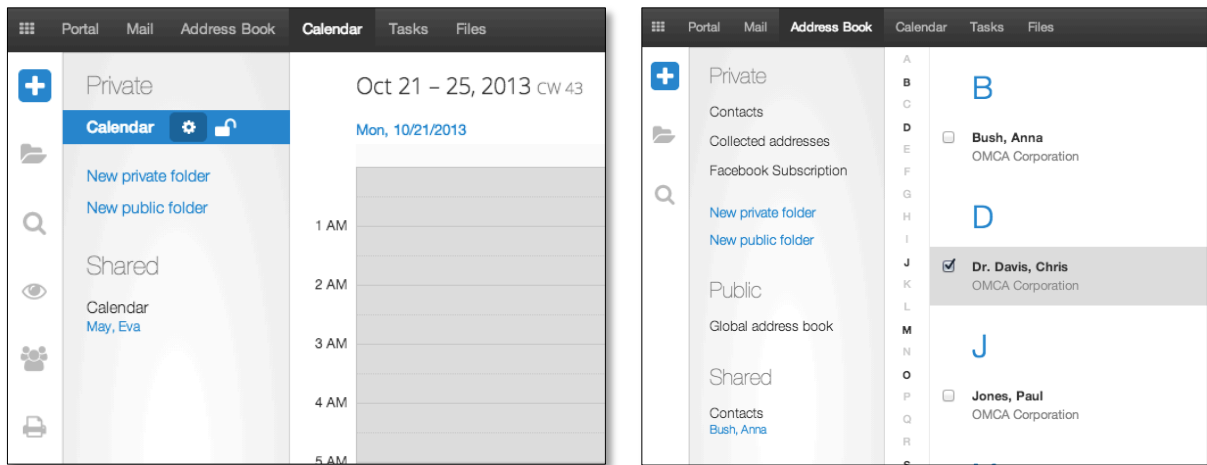 Portal Mail Address Book Calendar Tasks Files
Private
Calendar
New private folder
New public folder
Shared
Calendar
May, Eva
Oct 21 – 25, 2013 CW 43
Mon, 10/21/2013
1 AM
2 AM
3 AM
4 AM
5 AM
Portal Mail Address Book Calendar Tasks Files
Private
Contacts
Collected addresses
Facebook Subscription
New private folder
New public folder
Public
Global address book
Shared
Contacts
Bush, Anna
A
B
C
D
E
F
G
H
I
J
K
L
M
N
O
P
Q
R
S
B
Bush, Anna
OMCA Corporation
D
Dr. Davis, Chris
OMCA Corporation
J
Jones, Paul
OMCA Corporation